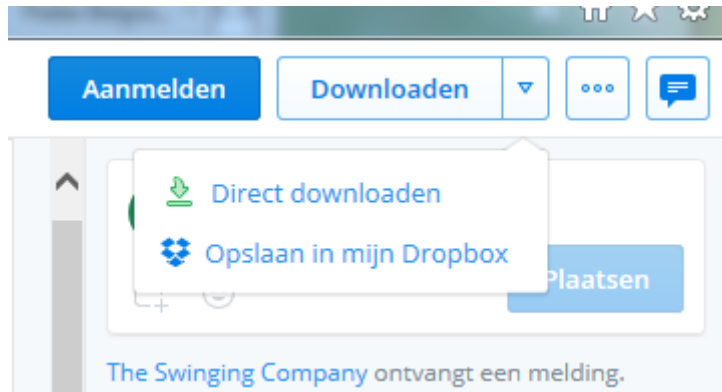 Aanmelden
Downloaden
Direct downloaden
Opslaan in mijn Dropbox
Plaatsen
The Swinging Company ontvangt een melding.